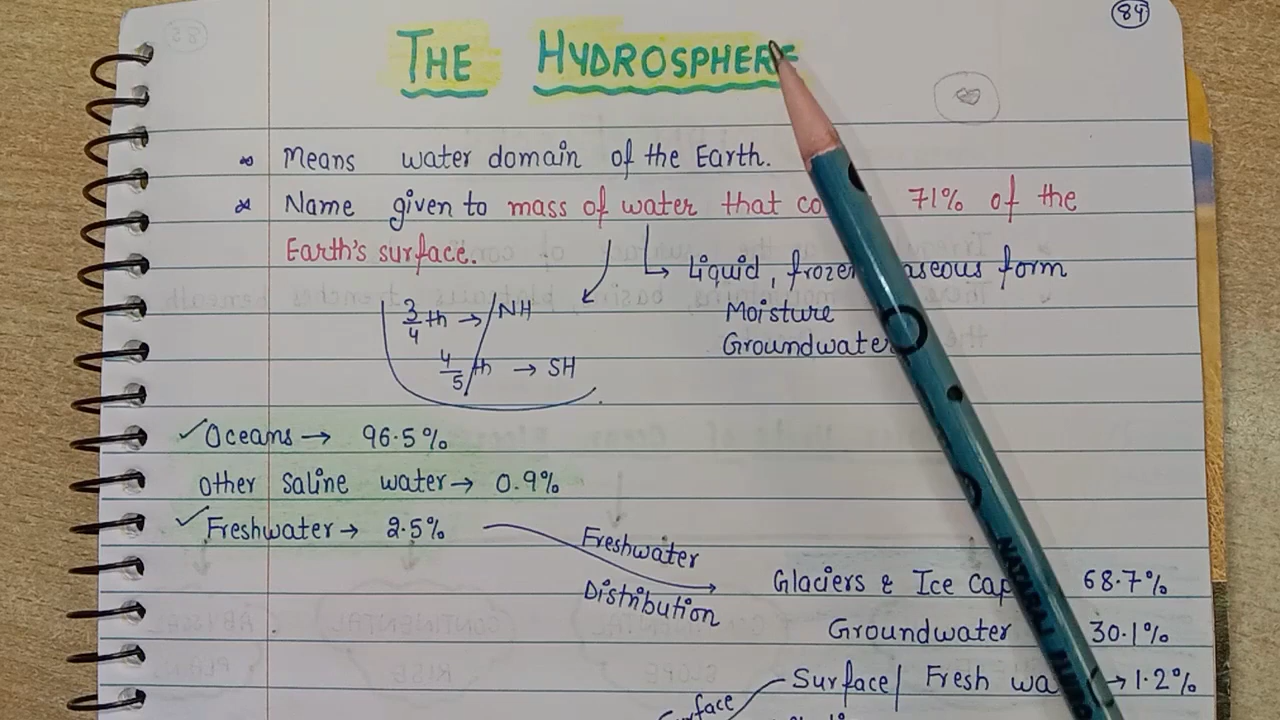 84
THE HYDROSPHERE
Means water domain of the Earth.
Name given to mass of water that 71% of the
Earth's surface.
→ Liquid, frozen form
Moisture
Groundwater
3/4 th → NH
4/5 th → SH
✓ Oceans → 96.5%
other saline water → 0.9%
✓ Freshwater → 2.5%
Freshwater
Distribution
Glaciers & Ice Cap 68.7%
Groundwater 30.1%
Surface/ Fresh → 1.2%
NATARAJ